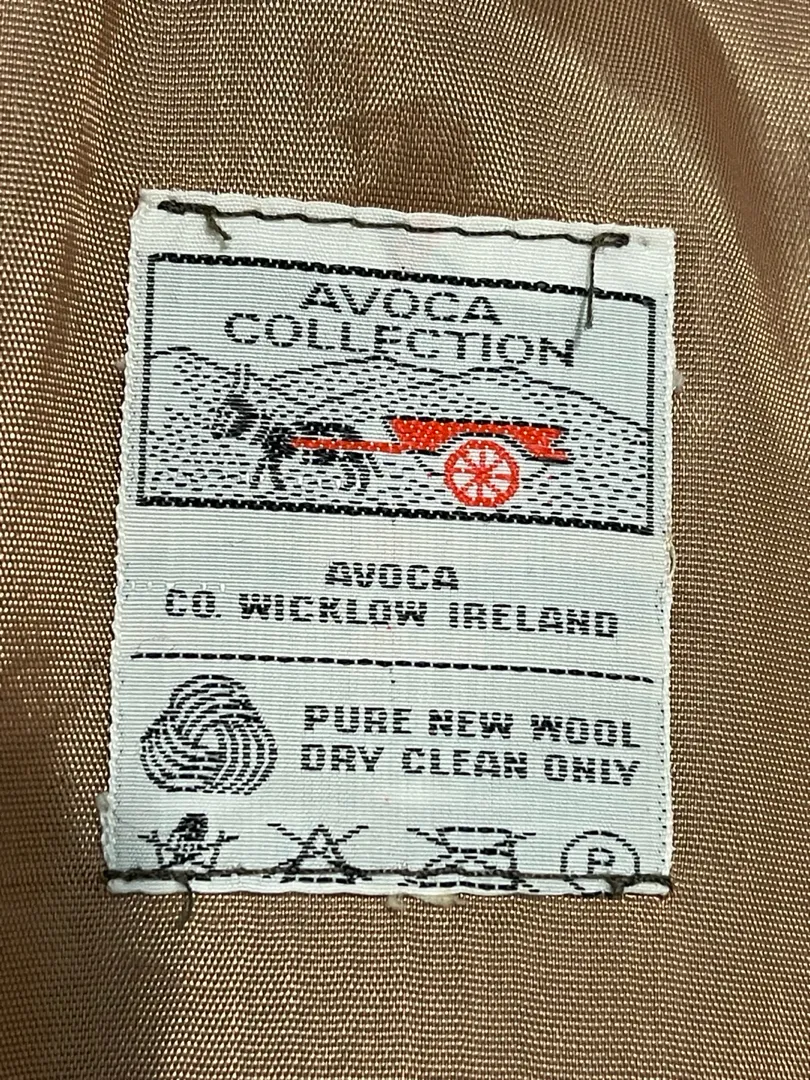 AVOCA
COLLECTION
AVOCA
CO. WICKLOW IRELAND
PURE NEW WOOL
DRY CLEAN ONLY
P